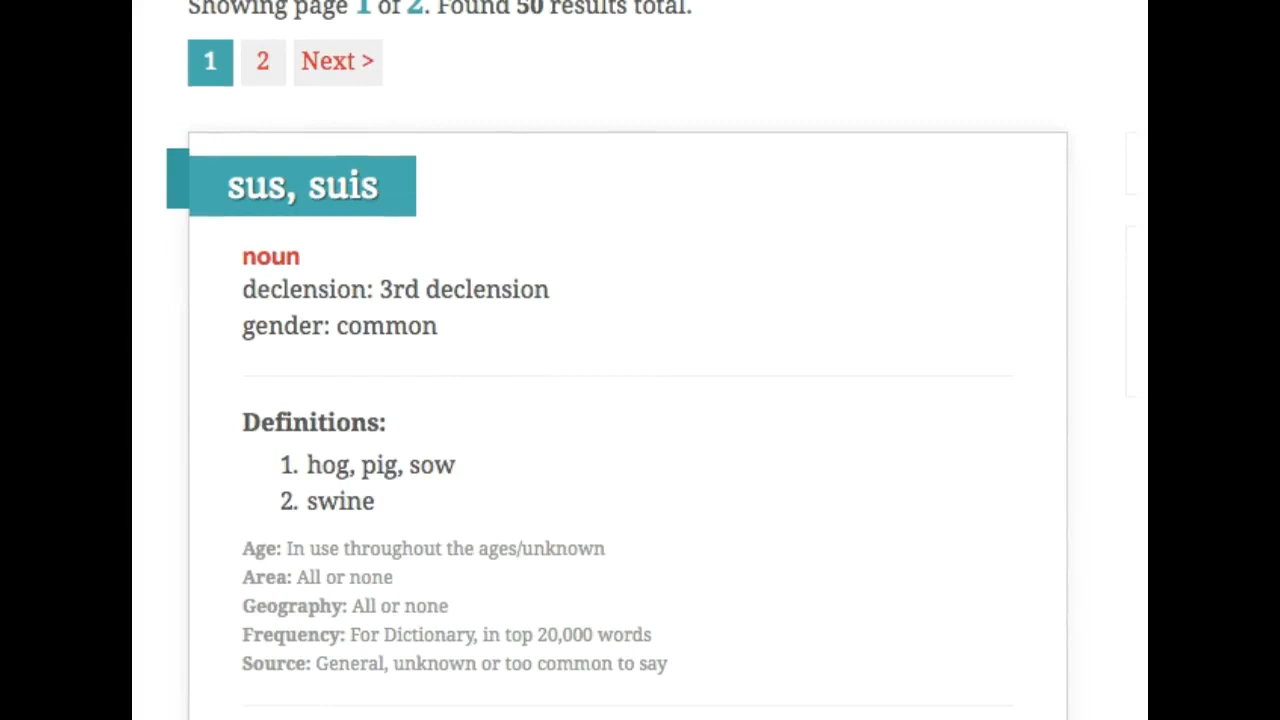 Showing page 1 of 2. Found 50 results total.
1 2 Next >
sus, suis
noun
declension: 3rd declension
gender: common
Definitions:
1. hog, pig, sow
2. swine
Age: In use throughout the ages/unknown
Area: All or none
Geography: All or none
Frequency: For Dictionary, in top 20,000 words
Source: General, unknown or too common to say